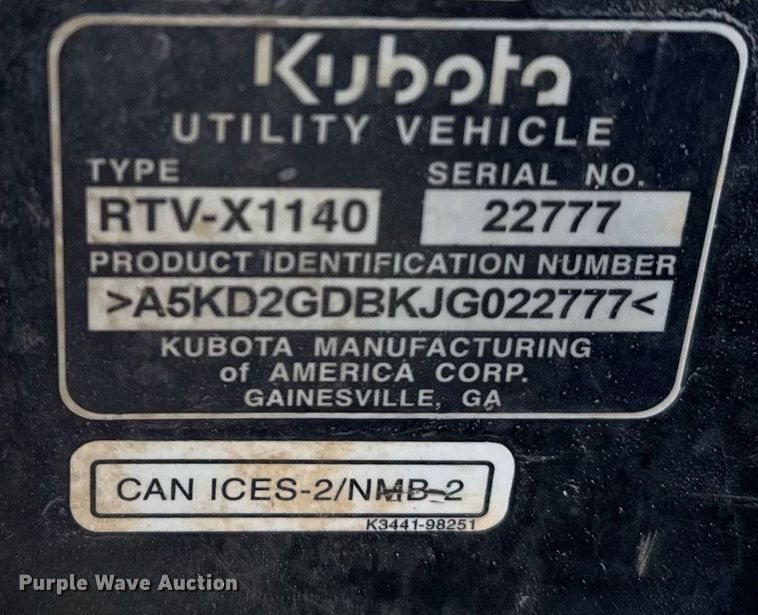 Kubota
UTILITY VEHICLE
TYPE SERIAL NO.
RTV-X1140 22777
PRODUCT IDENTIFICATION NUMBER
>A5KD2GDBKJG022777<
KUBOTA MANUFACTURING
of AMERICA CORP.
GAINESVILLE, GA
CAN ICES-2/NMB-2
K3441-98251
Purple Wave Auction